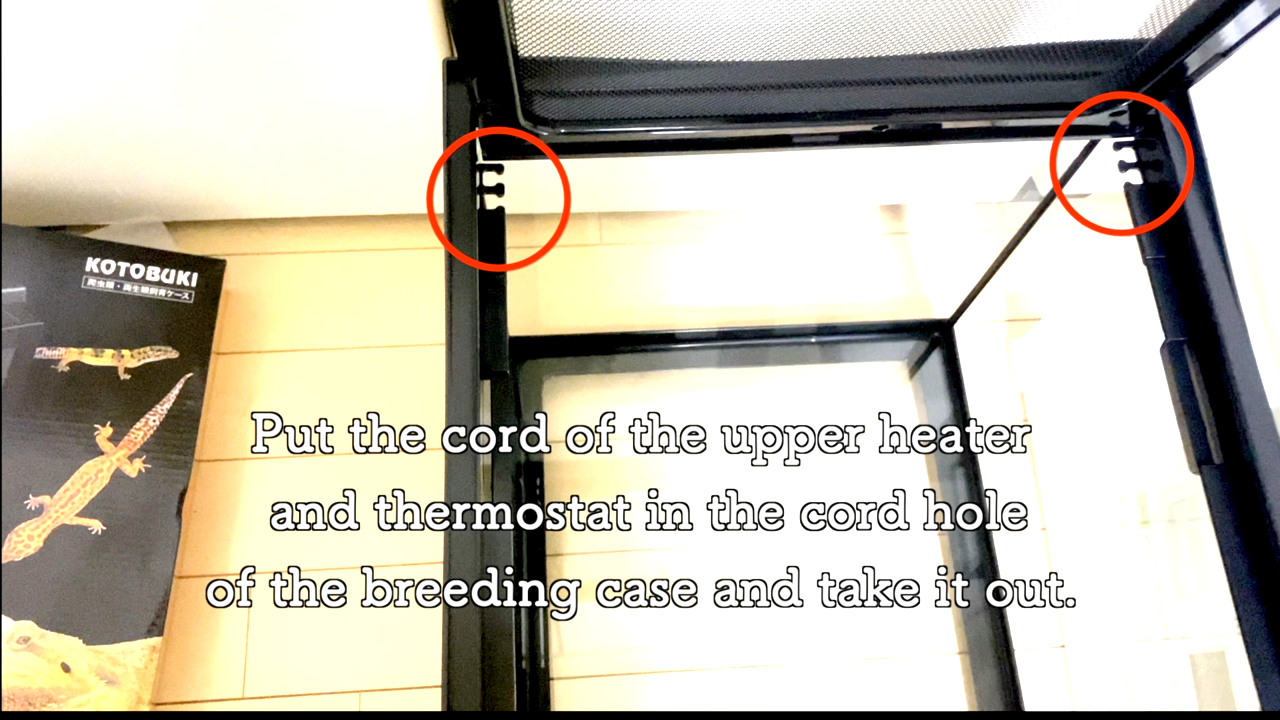 KOTOBUKI
爬虫類・両生類飼育ケース
Put the cord of the upper heater
and thermostat in the cord hole
of the breeding case and take it out.